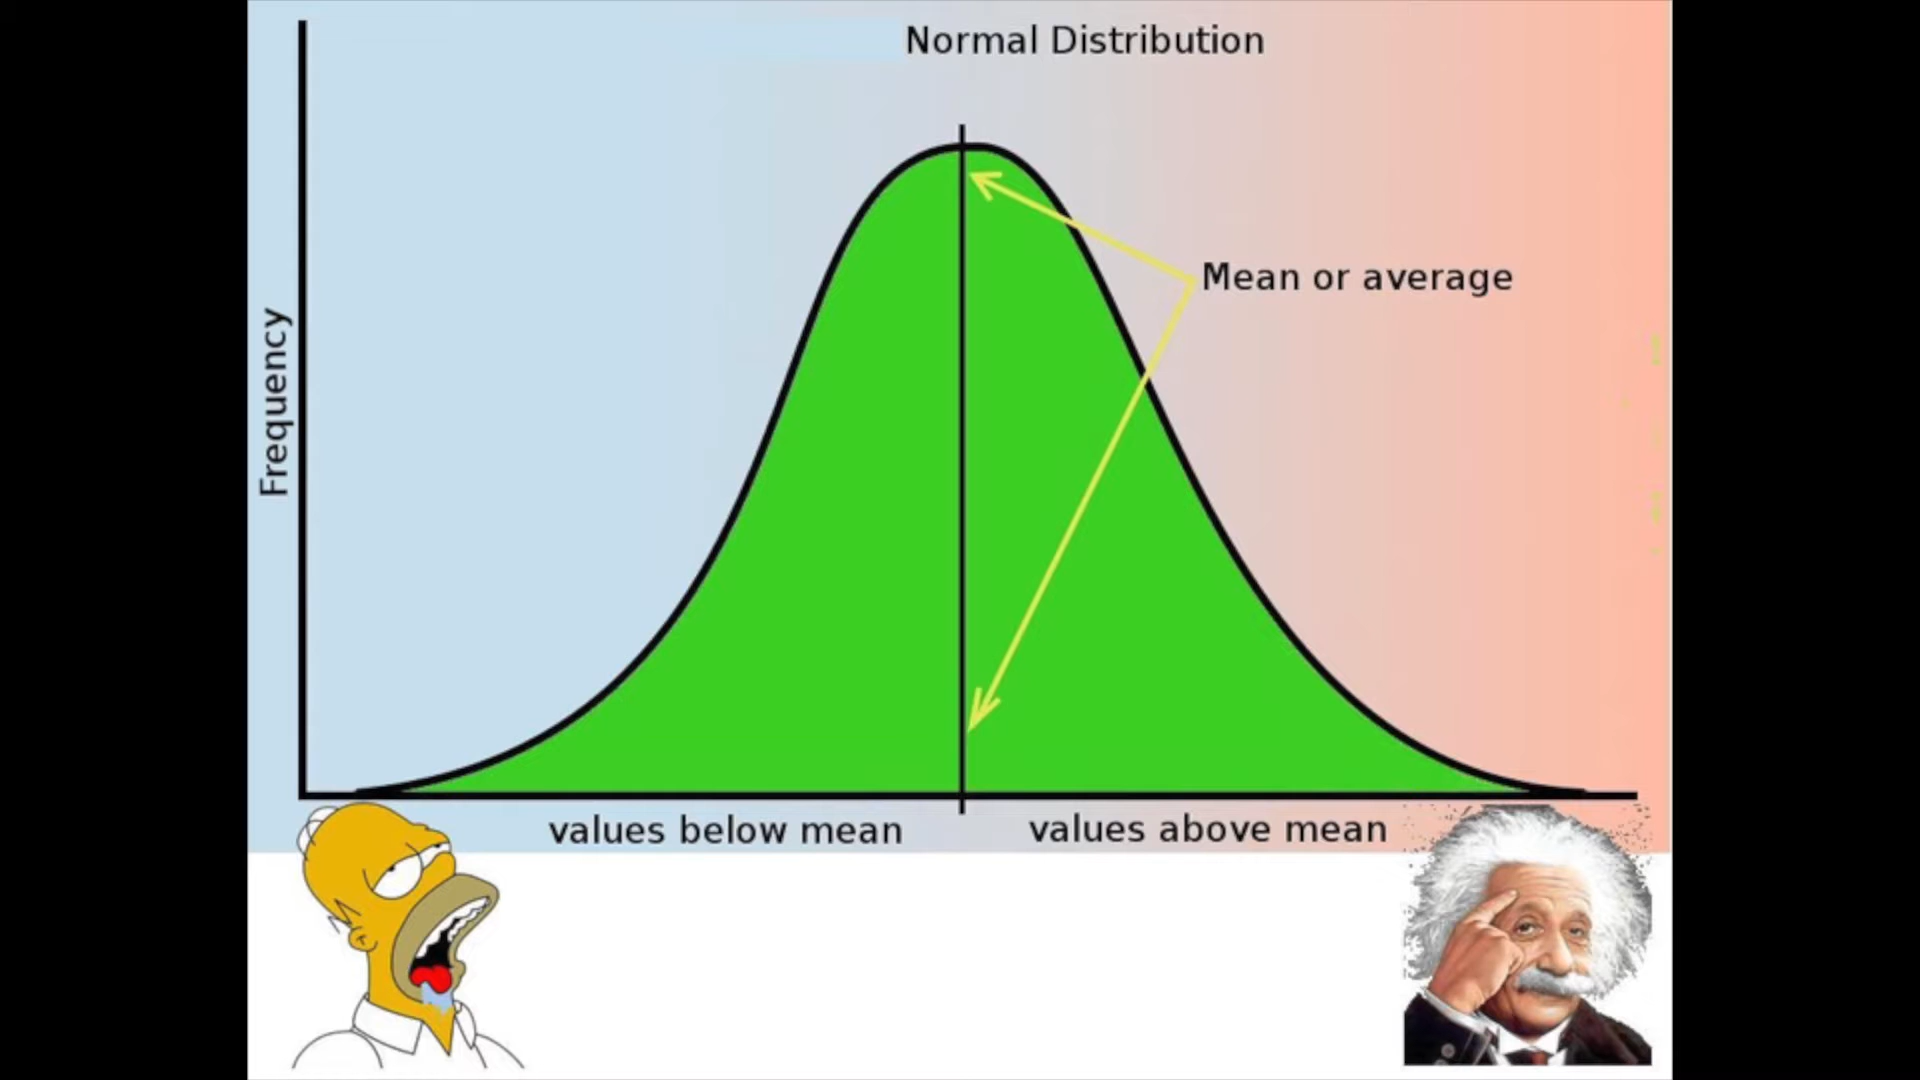 Normal Distribution
Mean or average
Frequency
values below mean
values above mean